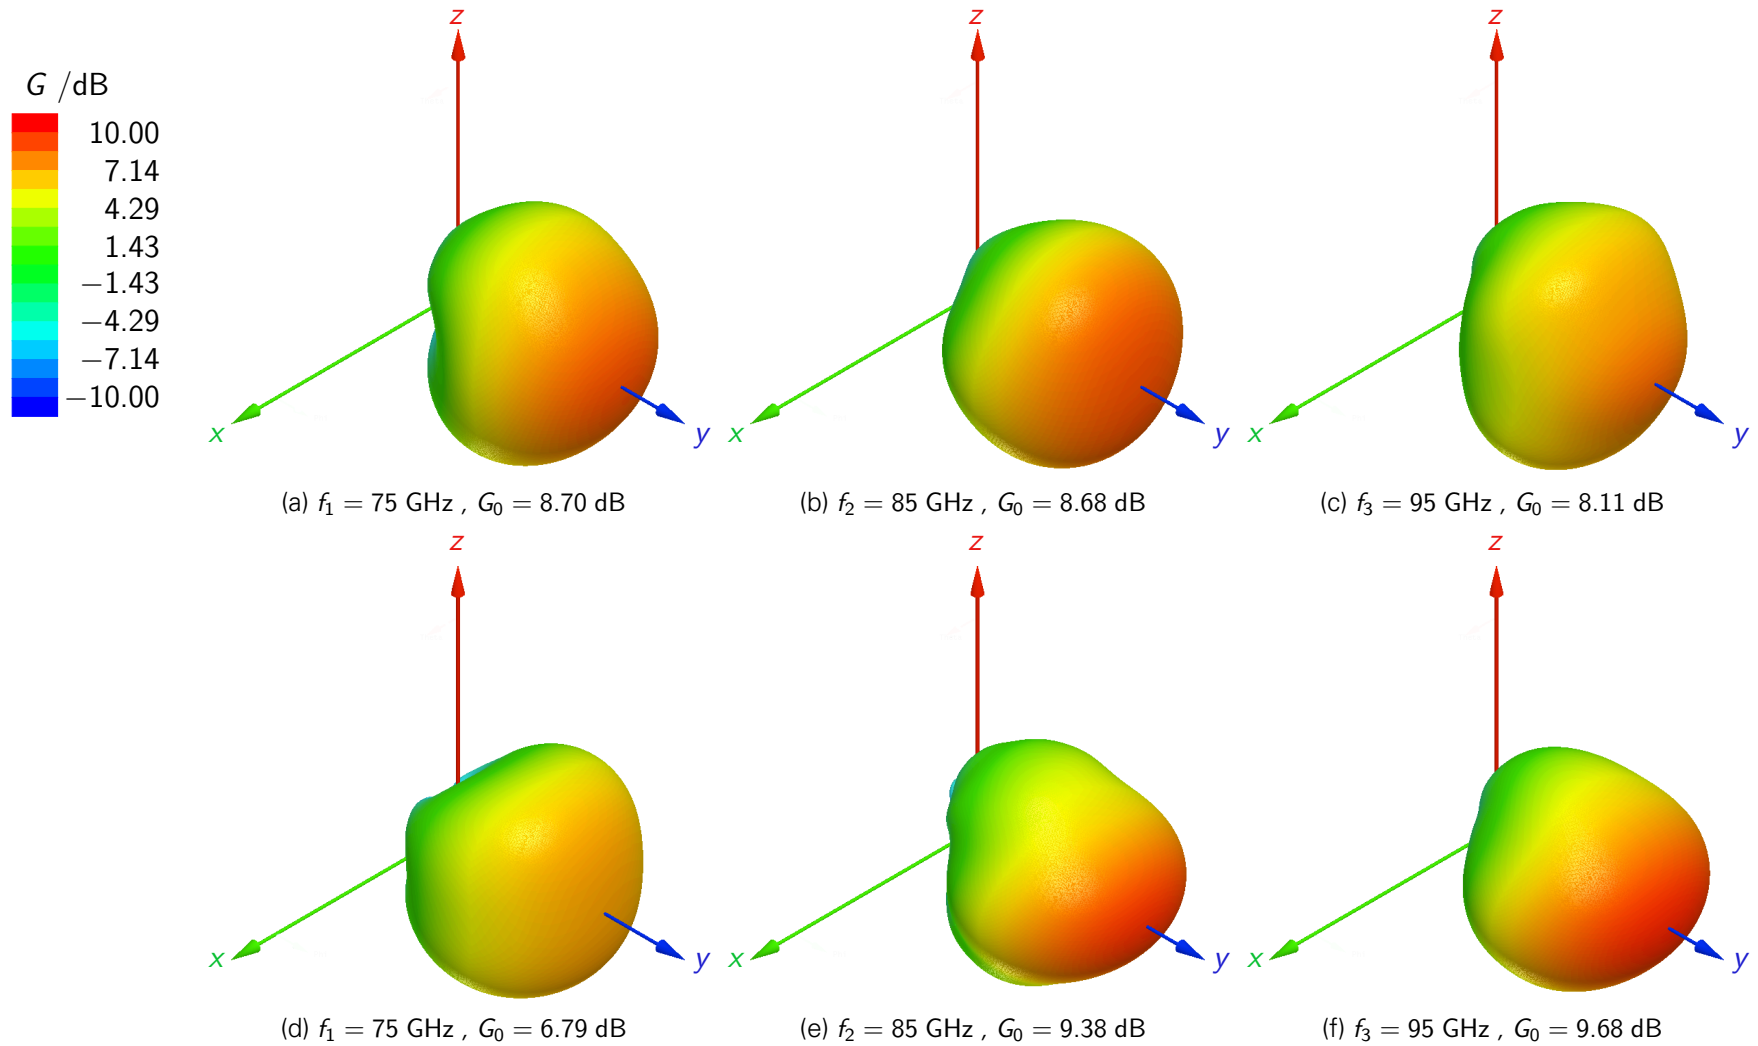 z
z
z
G /dB
10.00
7.14
4.29
1.43
−1.43
−4.29
−7.14
−10.00
x
y
x
y
x
y
(a) f₁ = 75 GHz , G₀ = 8.70 dB
(b) f₂ = 85 GHz , G₀ = 8.68 dB
(c) f₃ = 95 GHz , G₀ = 8.11 dB
z
z
z
x
y
x
y
x
y
(d) f₁ = 75 GHz , G₀ = 6.79 dB
(e) f₂ = 85 GHz , G₀ = 9.38 dB
(f) f₃ = 95 GHz , G₀ = 9.68 dB